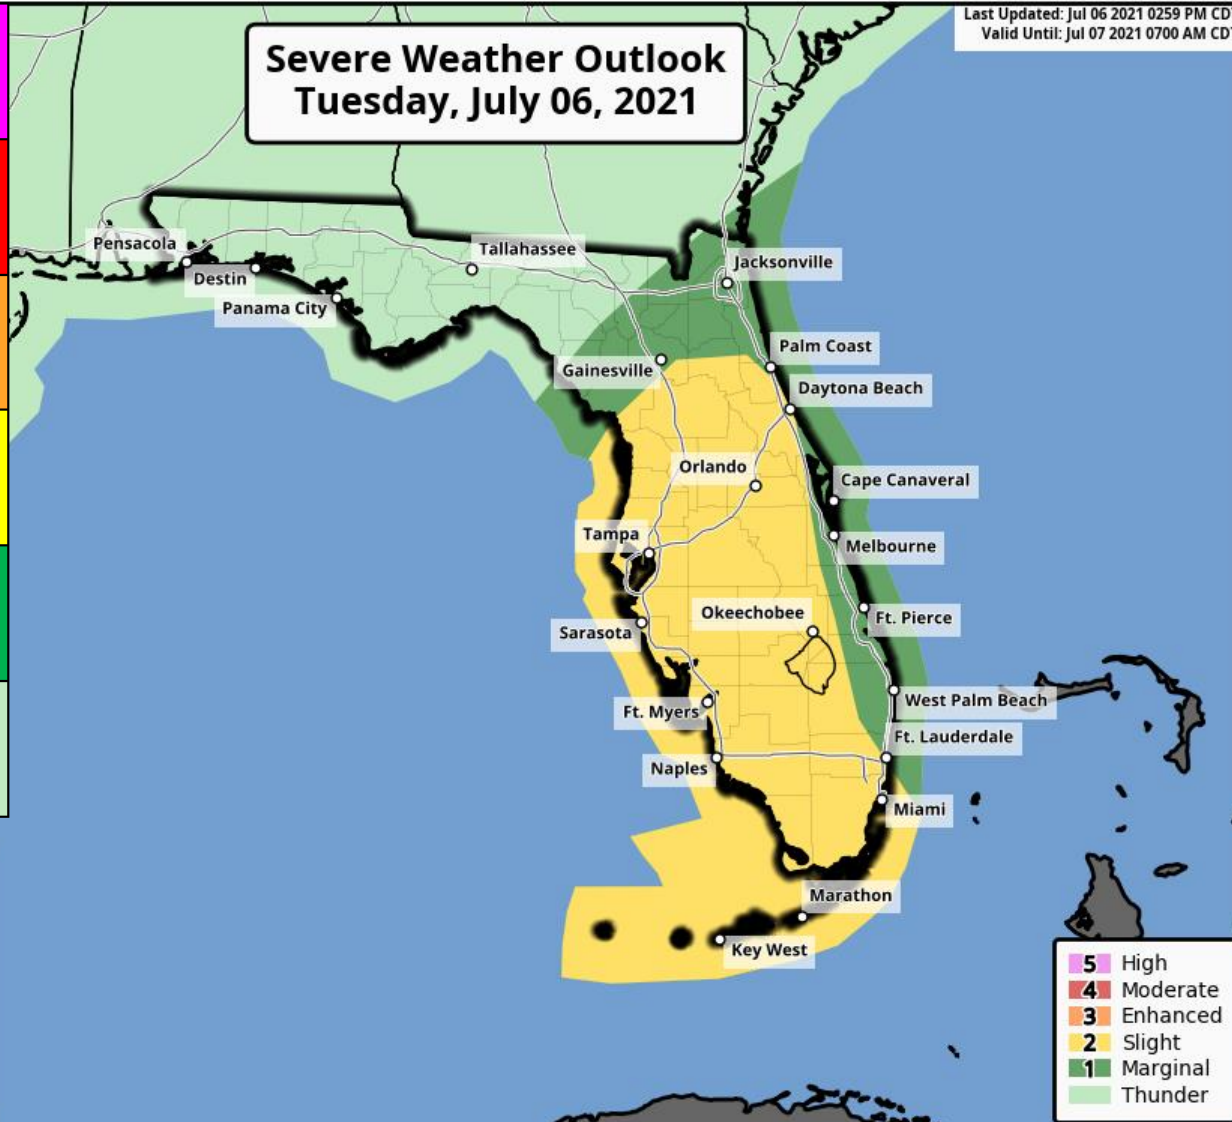 Last Updated: Jul 06 2021 0259 PM CD
Valid Until: Jul 07 2021 0700 AM CD
Severe Weather Outlook
Tuesday, July 06, 2021
Pensacola
Tallahassee
Destin
Jacksonville
Panama City
Palm Coast
Gainesville
Daytona Beach
Orlando
Cape Canaveral
Tampa
Melbourne
Okeechobee
Ft. Pierce
Sarasota
West Palm Beach
Ft. Myers
Ft. Lauderdale
Naples
Miami
Marathon
Key West
5 High
4 Moderate
3 Enhanced
2 Slight
1 Marginal
Thunder